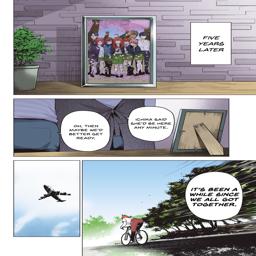 FIVE
YEARS
LATER
OH, THEN
MAYBE WE'D
BETTER GET
READY.
ICHIKA SAID
SHE'D BE HERE
ANY MINUTE.
IT'S BEEN A
WHILE SINCE
WE ALL GOT
TOGETHER.